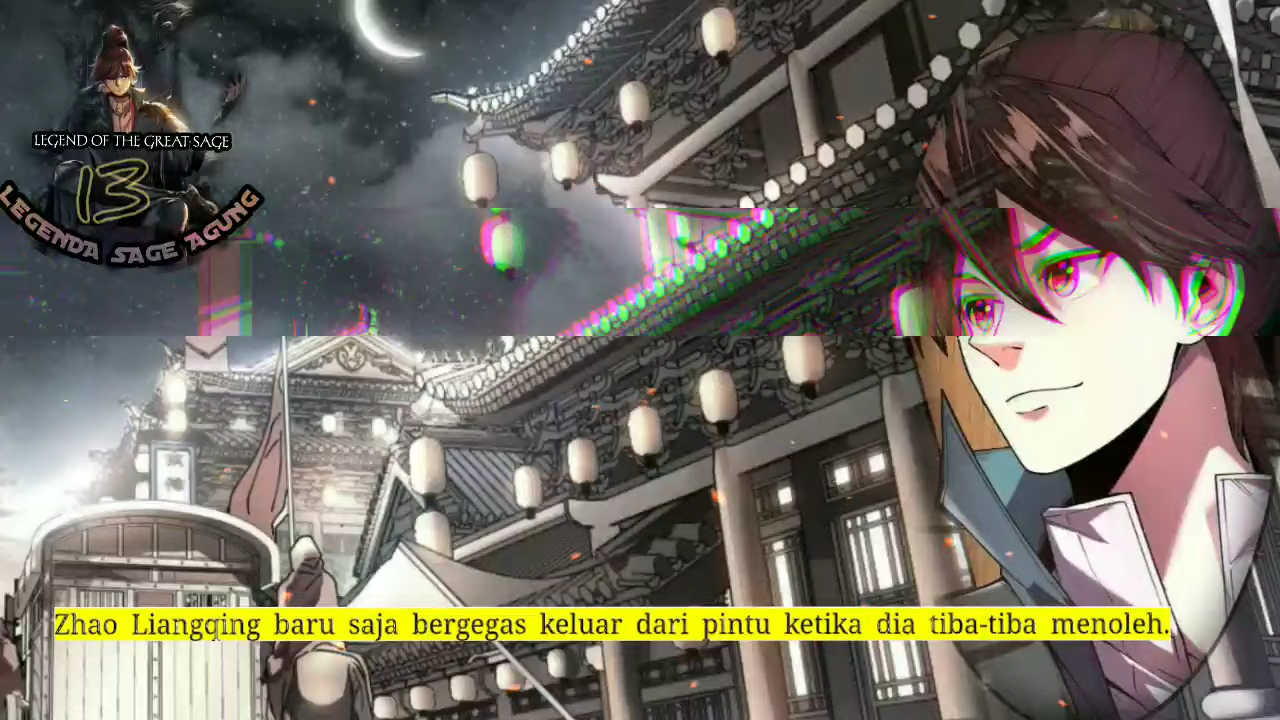 LEGEND OF THE GREAT SAGE
13
LEGENDA SAGE AGUNG
Zhao Liangqing baru saja bergegas keluar dari pintu ketika dia tiba-tiba menoleh.